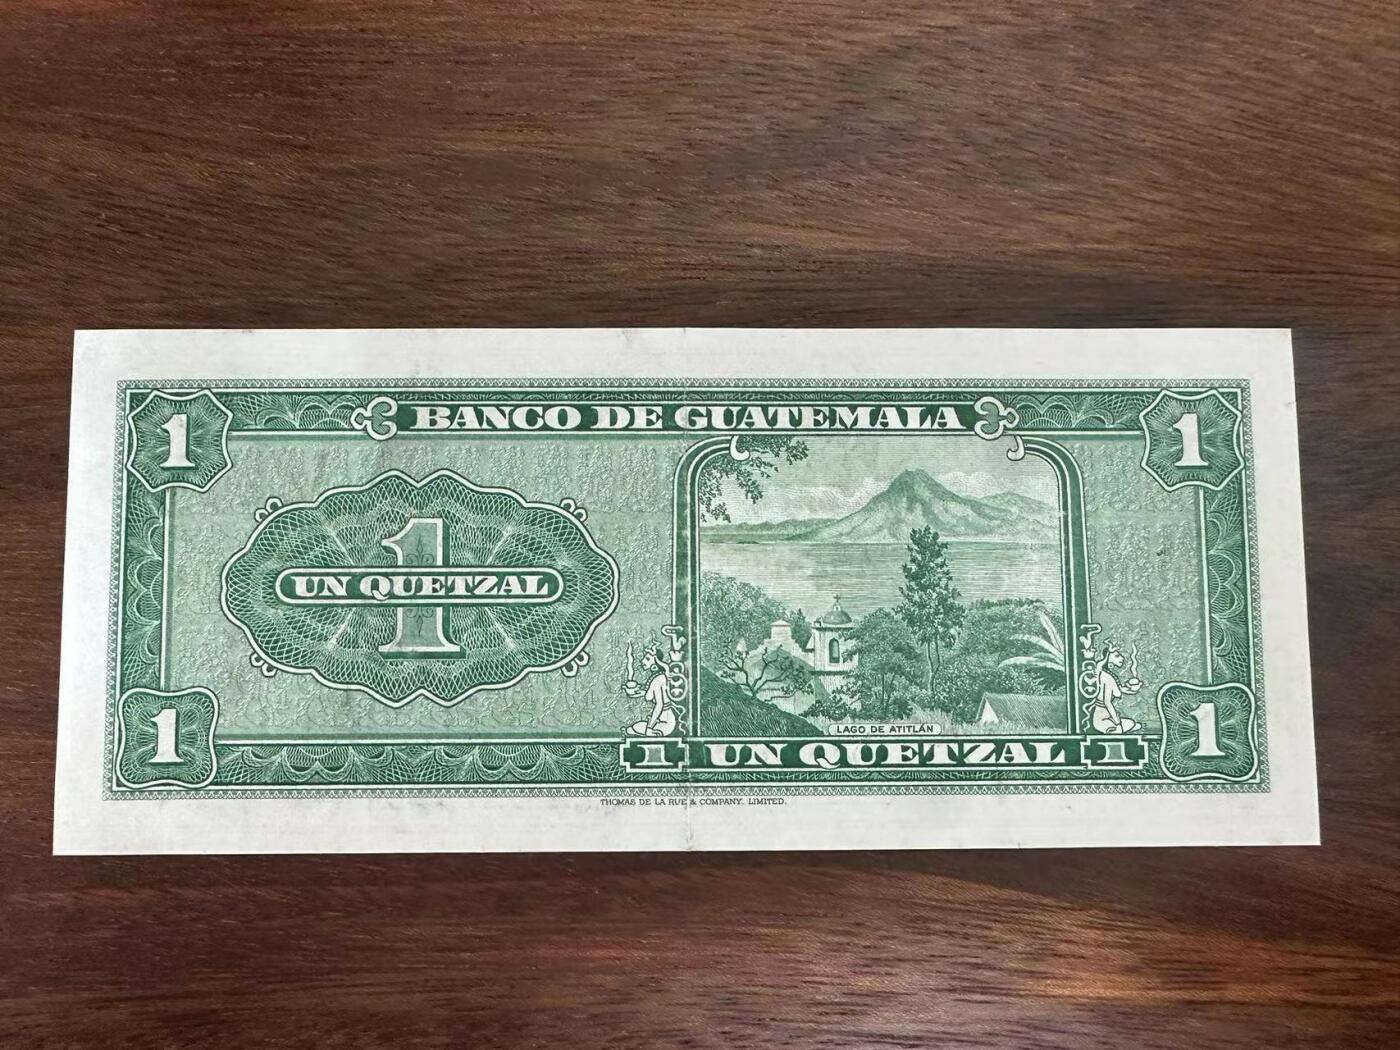 BANCO DE GUATEMALA
1
1
1
UN QUETZAL
LAGO DE ATITLÁN
1
1 UN QUETZAL 1
1
THOMAS DE LA RUE & COMPANY, LIMITED.